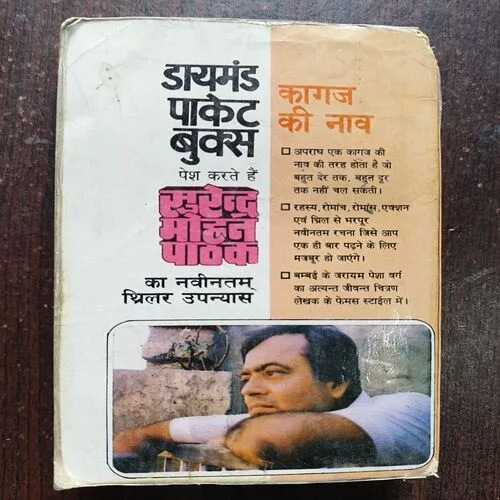 डायमंड
पाकेट
बुक्स
पेश करते हैं
सुरेन्द्र
मोहन
पाठक
का नवीनतम
थ्रिलर उपन्यास
कागज
की नाव
□ अपराध एक कागज की
नाव की तरह होता है जो
बहुत देर तक, बहुत दूर
तक नहीं चल सकती।
□ रहस्य, रोमांच, रोमांस, एक्शन
एवं थ्रिल से भरपूर
नवीनतम रचना जिसे आप
एक ही बार पढ़ने के लिए
मजबूर हो जाएंगे।
□ बम्बई के जरायम पेशा वर्ग
का अत्यन्त जीवन्त चित्रण
लेखक के फेमस स्टाईल में।